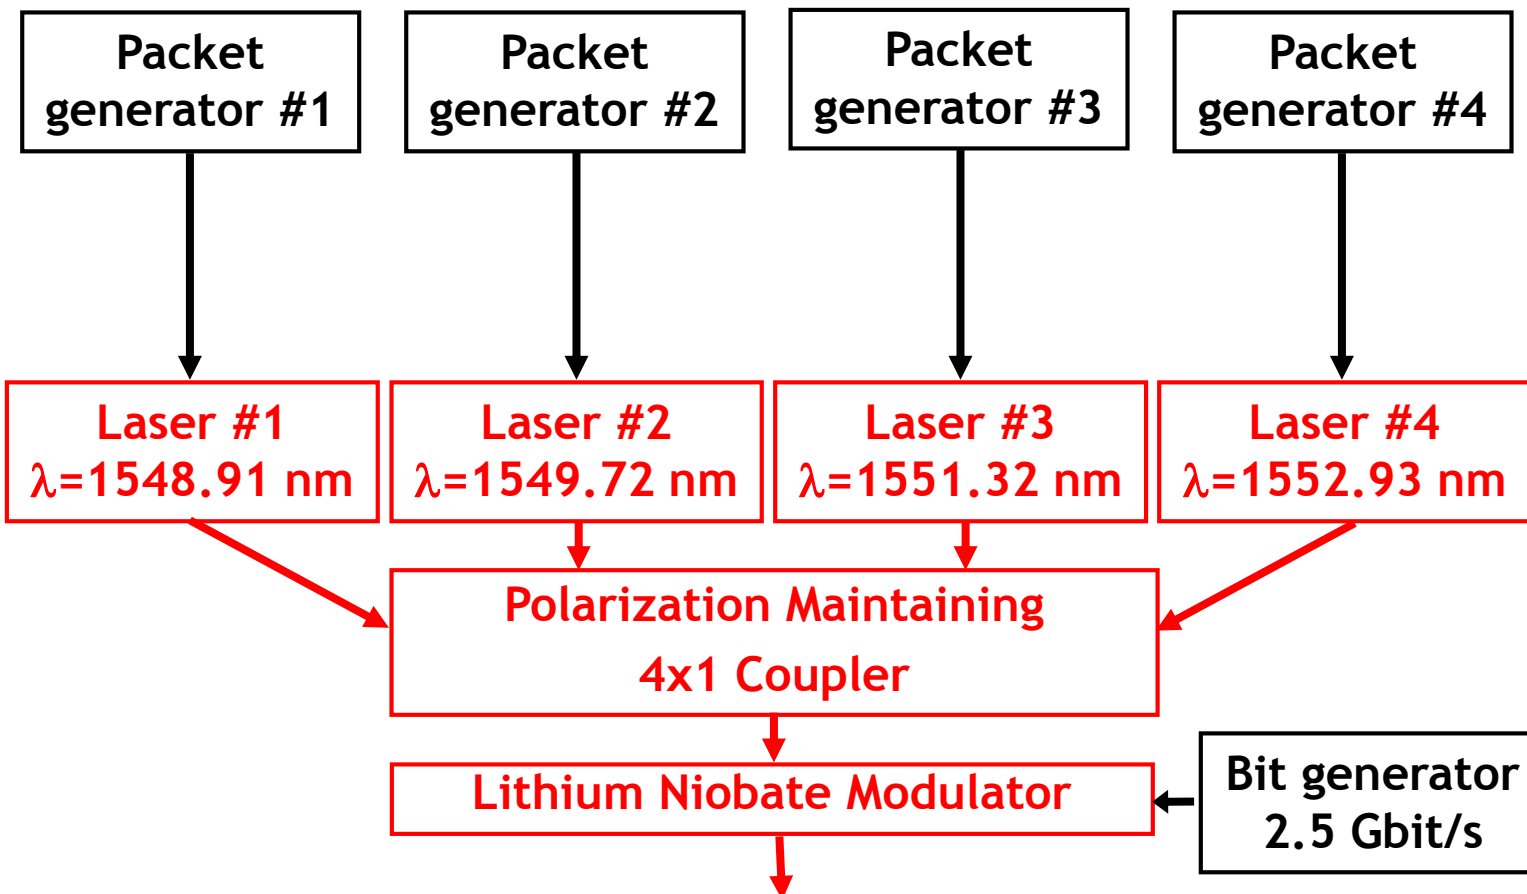 Packet
generator #1
Packet
generator #2
Packet
generator #3
Packet
generator #4
Laser #1
λ=1548.91 nm
Laser #2
λ=1549.72 nm
Laser #3
λ=1551.32 nm
Laser #4
λ=1552.93 nm
Polarization Maintaining
4x1 Coupler
Lithium Niobate Modulator
Bit generator
2.5 Gbit/s